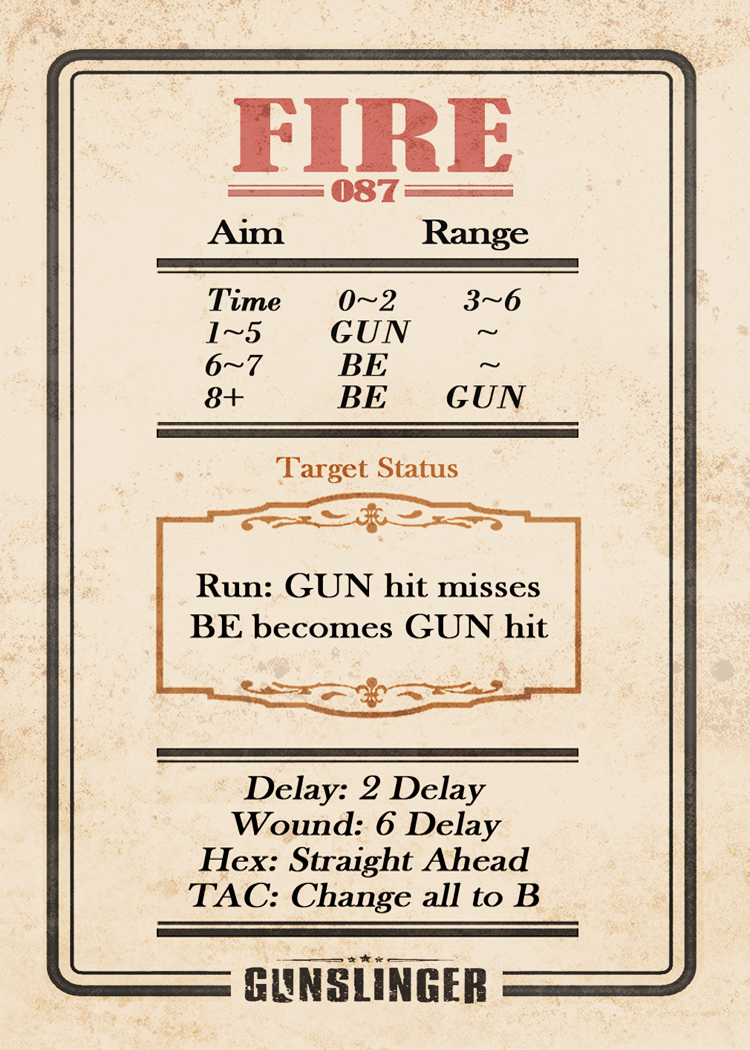 FIRE
087
Aim Range
Time 0~2 3~6
1~5 GUN ~
6~7 BE ~
8+ BE GUN
Target Status
Run: GUN hit misses
BE becomes GUN hit
Delay: 2 Delay
Wound: 6 Delay
Hex: Straight Ahead
TAC: Change all to B
GUNSLINGER